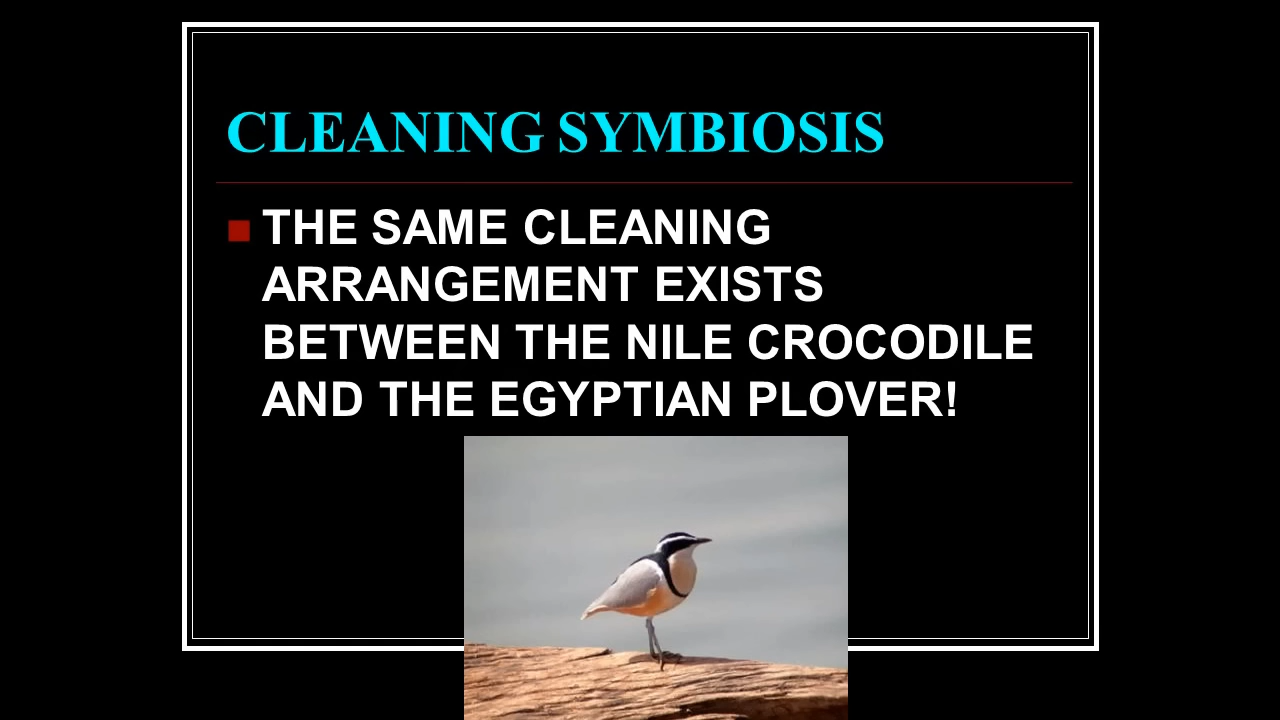 CLEANING SYMBIOSIS
THE SAME CLEANING
ARRANGEMENT EXISTS
BETWEEN THE NILE CROCODILE
AND THE EGYPTIAN PLOVER!